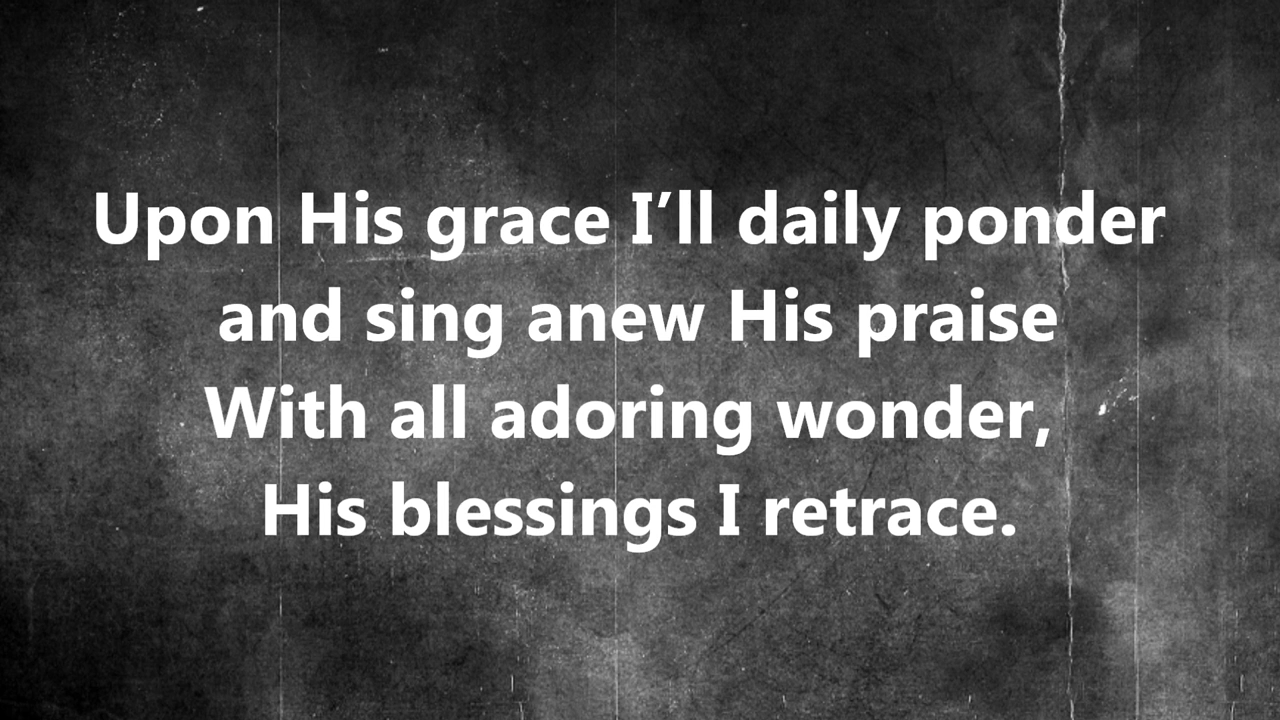 Upon His grace I’ll daily ponder
and sing anew His praise
With all adoring wonder,
His blessings I retrace.